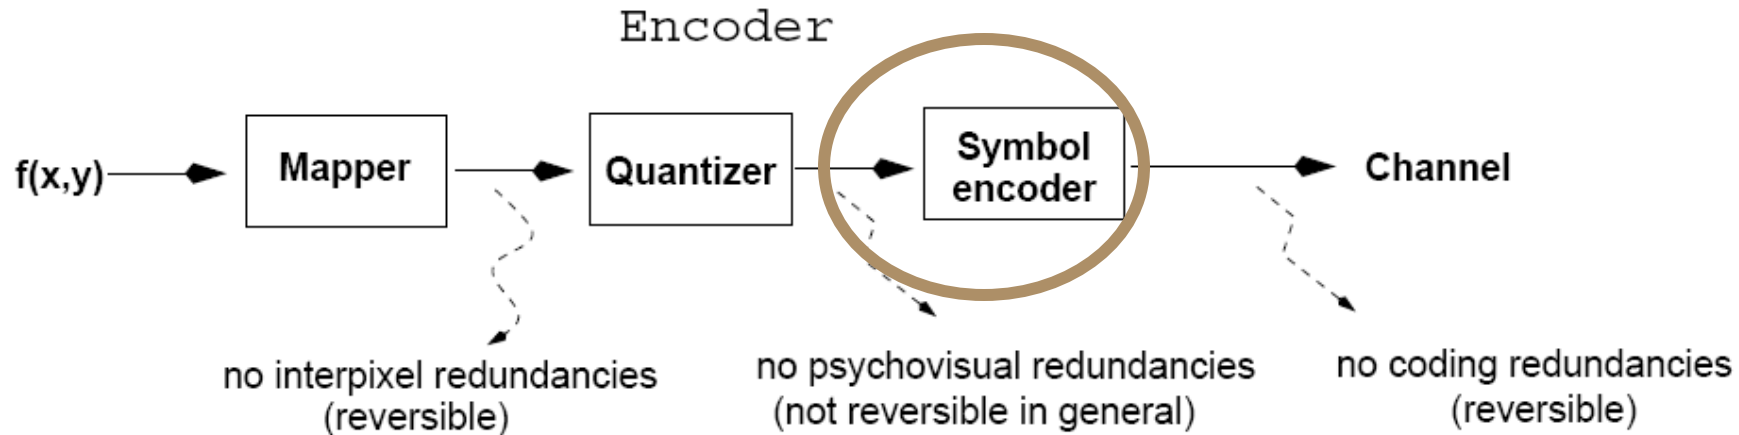 Encoder
f(x,y)
Mapper
Quantizer
Symbol
encoder
Channel
no interpixel redundancies
(reversible)
no psychovisual redundancies
(not reversible in general)
no coding redundancies
(reversible)